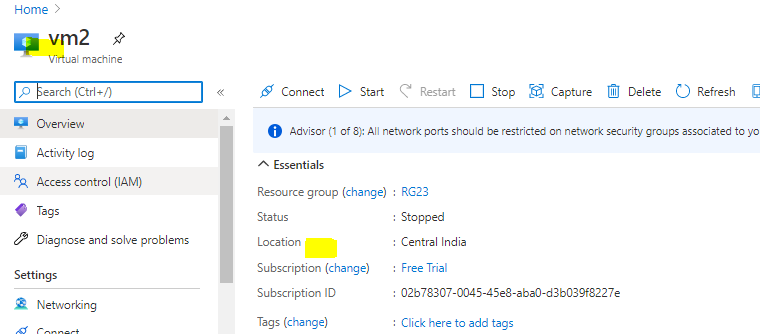 Home >
vm2
Virtual machine
Search (Ctrl+/)
«
Connect Start Restart Stop Capture Delete Refresh
Overview
Advisor (1 of 8): All network ports should be restricted on network security groups associated to yo
Activity log
Essentials
Access control (IAM)
Resource group (change) : RG23
Tags
Status : Stopped
Diagnose and solve problems
Location : Central India
Subscription (change) : Free Trial
Settings
Subscription ID : 02b78307-0045-45e8-aba0-d3b039f8227e
Networking
Tags (change) : Click here to add tags
Connect